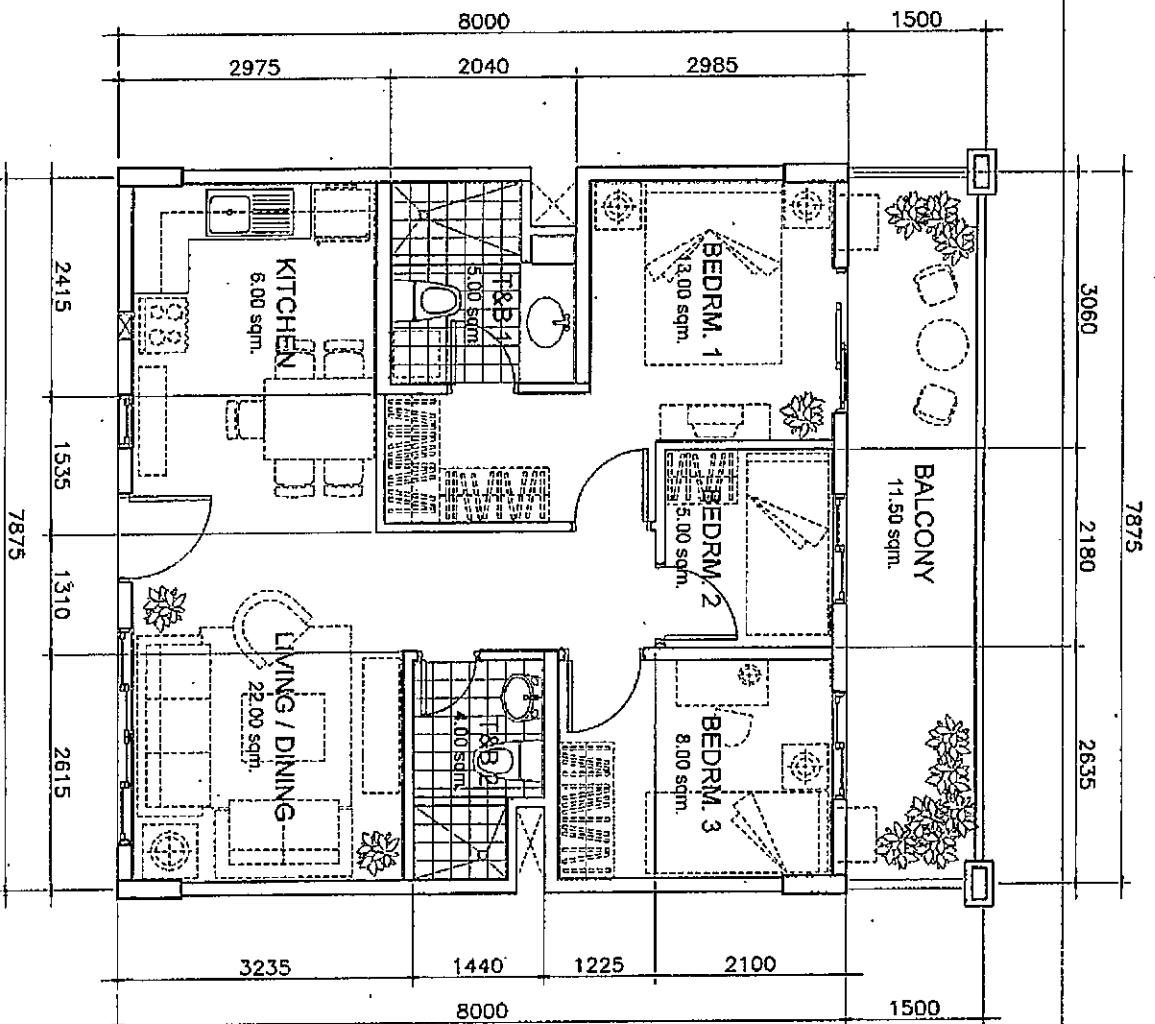 8000
1500
2975
2040
2985
2415
1535
1310
2615
7875
3060
2180
2635
7875
KITCHEN
6.00 sqm.
T&B 1
5.00 sqm.
BEDRM. 1
13.00 sqm.
BEDRM. 2
5.00 sqm.
BALCONY
11.50 sqm.
LIVING / DINING
22.00 sqm.
T&B 2
4.00 sqm.
BEDRM. 3
8.00 sqm.
3235
1440
1225
2100
8000
1500